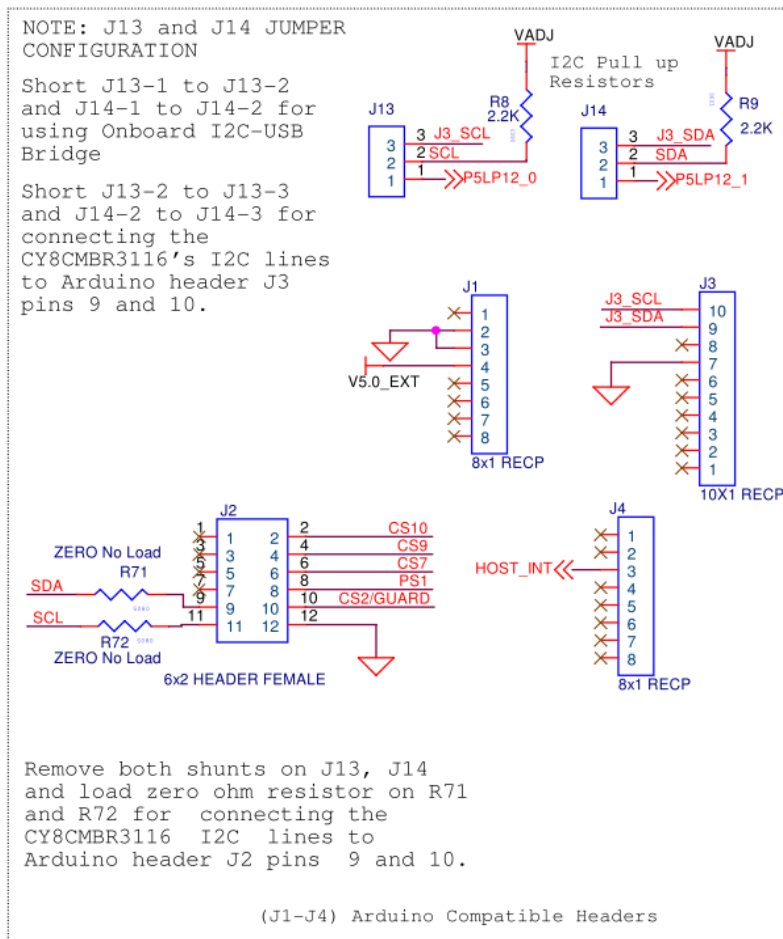 NOTE: J13 and J14 JUMPER
CONFIGURATION
Short J13-1 to J13-2
and J14-1 to J14-2 for
using Onboard I2C-USB
Bridge
Short J13-2 to J13-3
and J14-2 to J14-3 for
connecting the
CY8CMBR3116's I2C lines
to Arduino header J3
pins 9 and 10.
VADJ
I2C Pull up
Resistors
VADJ
R8
2.2K
R9
2.2K
J13
3 3 J3_SCL
2 2 SCL
1 1 P5LP12_0
J14
3 3 J3_SDA
2 2 SDA
1 1 P5LP12_1
J1
1
2
3
4
5
6
7
8
V5.0_EXT
8x1 RECP
J3
J3_SCL 10
J3_SDA 9
8
7
6
5
4
3
2
1
10X1 RECP
J2
1 1 2 2 CS10
3 3 4 4 CS9
5 5 6 6 CS7
7 7 8 8 PS1
9 9 10 10 CS2/GUARD
11 11 12 12
ZERO No Load
R71
SDA
SCL
R72
ZERO No Load
6x2 HEADER FEMALE
J4
1
2
HOST_INT 3
4
5
6
7
8
8x1 RECP
Remove both shunts on J13, J14
and load zero ohm resistor on R71
and R72 for connecting the
CY8CMBR3116 I2C lines to
Arduino header J2 pins 9 and 10.
(J1-J4) Arduino Compatible Headers